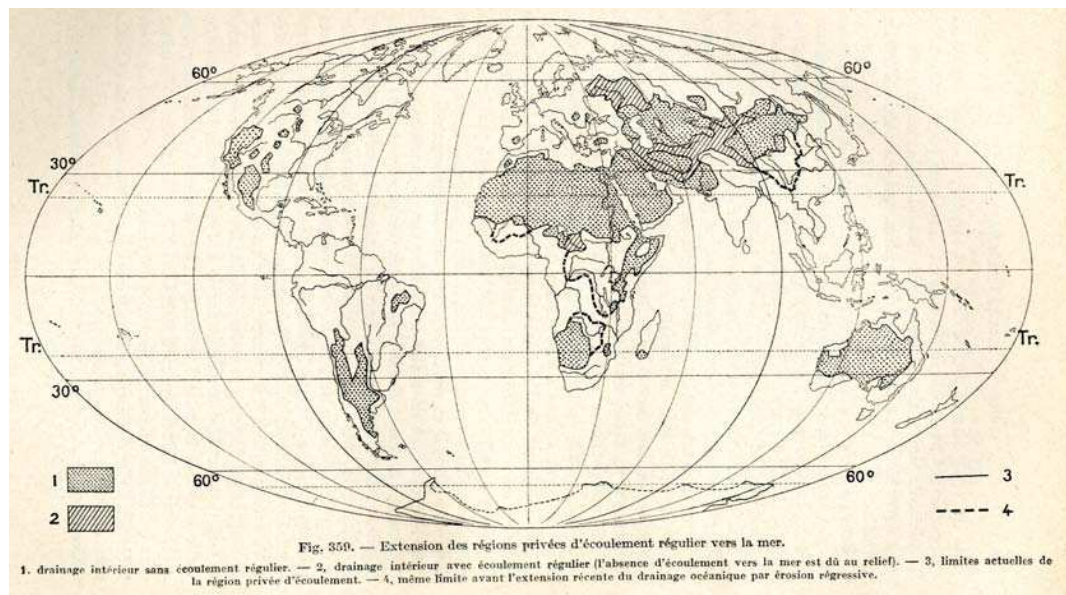 60° 60°
30°
Tr. Tr.
Tr. Tr.
30°
1
60° 60° 3
2 4
Fig. 359. — Extension des régions privées d'écoulement régulier vers la mer.
1. drainage intérieur sans écoulement régulier. — 2, drainage intérieur avec écoulement régulier (l'absence d'écoulement vers la mer est dû au relief). — 3, limites actuelles de
la région privée d'écoulement. — 4, même limite avant l'extension récente du drainage océanique par érosion régressive.